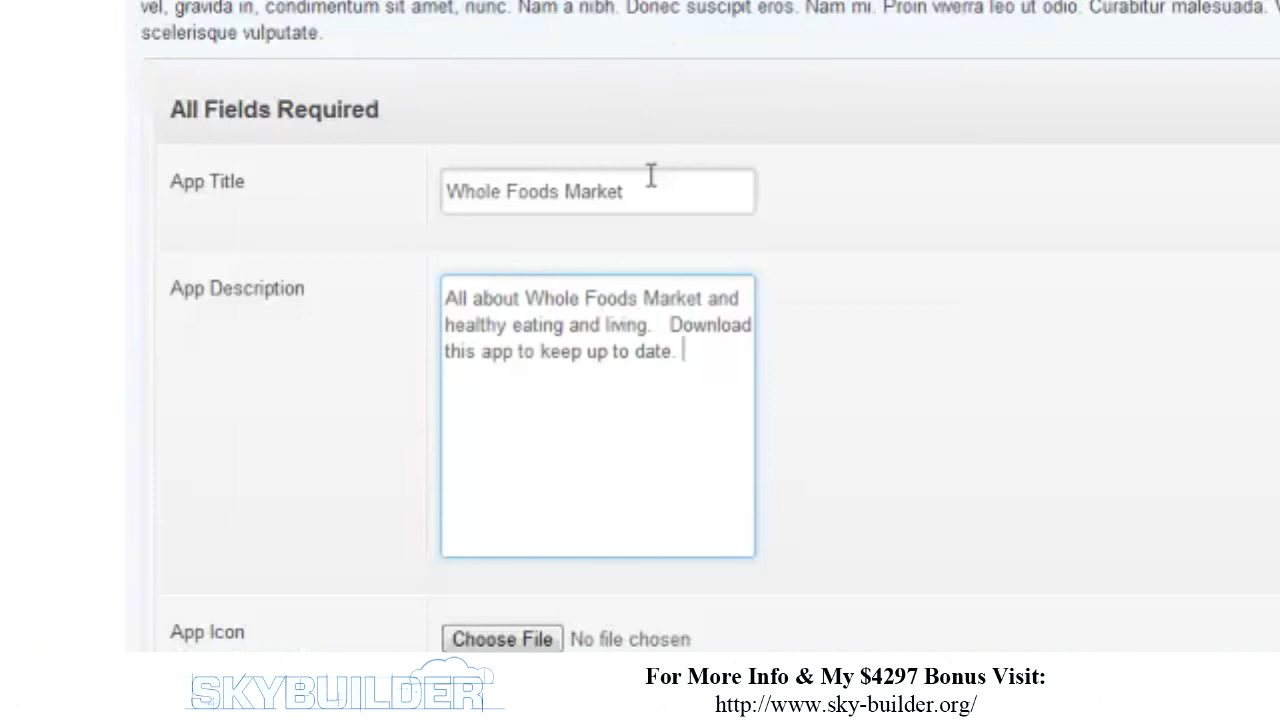 vel, gravida in, condimentum sit amet, nunc. Nam a nibh. Donec suscipit eros. Nam mi. Proin viverra leo ut odio. Curabitur malesuada.
scelerisque vulputate.
All Fields Required
App Title
Whole Foods Market
App Description
All about Whole Foods Market and
healthy eating and living. Download
this app to keep up to date.
App Icon
Choose File No file chosen
SKYBUILDER
For More Info & My $4297 Bonus Visit:
http://www.sky-builder.org/